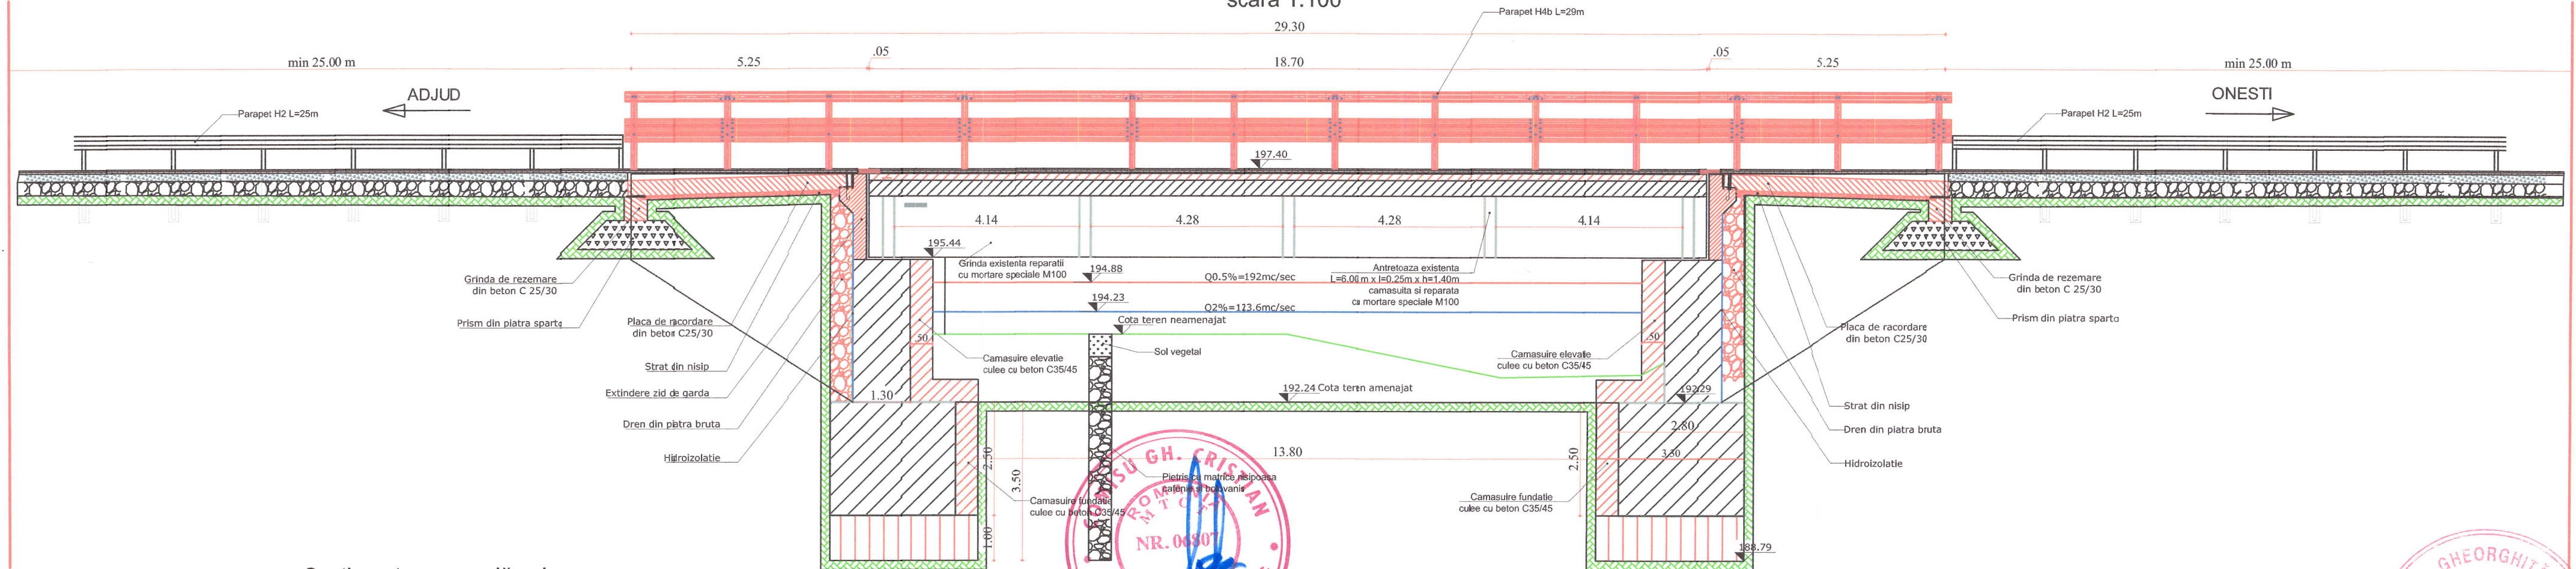 scara 1:100
Parapet H4b L=29m
29.30
min 25.00 m
5.25
.05
18.70
.05
5.25
min 25.00 m
ADJUD
ONESTI
Parapet H2 L=25m
Parapet H2 L=25m
197.40
4.14
4.28
4.28
4.14
195.44
Grinda existenta reparatii
cu mortare speciale M100
194.88
Q0.5%=192mc/sec
Antretoaza existenta
L=6.00m x l=0.25m x h=1.40m
camasuita si reparata
cu mortare speciale M100
194.23
Q2%=123.6mc/sec
Cota teren neamenajat
Sol vegetal
.50
.50
Camasuire elevatie
culee cu beton C35/45
Camasuire elevatie
culee cu beton C35/45
Grinda de rezemare
din beton C 25/30
Prism din piatra sparta
Placa de racordare
din beton C25/30
Strat din nisip
Extindere zid de garda
Dren din piatra bruta
Hidroizolatie
Grinda de rezemare
din beton C 25/30
Prism din piatra sparta
Placa de racordare
din beton C25/30
Strat din nisip
Dren din piatra bruta
Hidroizolatie
1.30
192.24 Cota teren amenajat
192.29
2.80
3.30
13.80
2.50
3.50
1.00
2.50
Pietris cu matrice nisipoasa
cafenie si bolovanis
Camasuire fundatie
culee cu beton C35/45
Camasuire fundatie
culee cu beton C35/45
188.79
GH. CRISTIAN
ROMANIA
NR. 06807